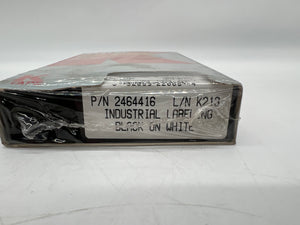 P/N 2464416 L/N K213
INDUSTRIAL LABELING
BLACK ON WHITE